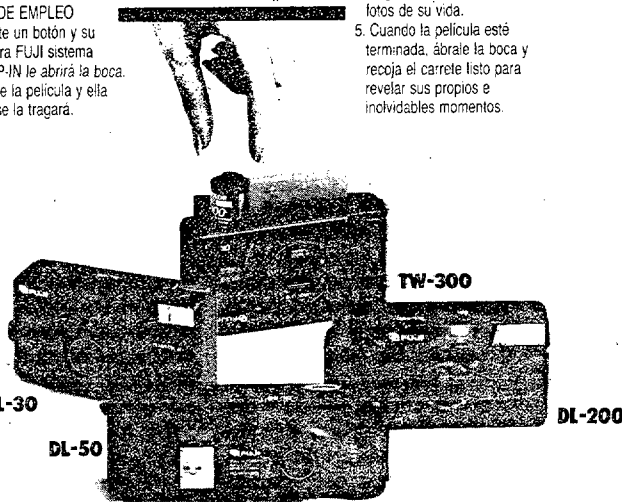 DE EMPLEO
te un botón y su
ra FUJI sistema
P-IN le abrirá la boca.
e la película y ella
se la tragará.
fotos de su vida.
5. Cuando la película esté
terminada, ábrale la boca y
recoja el carrete listo para
revelar sus propios e
inolvidables momentos.
TW-300
L-30
DL-50
DL-200
FUJI